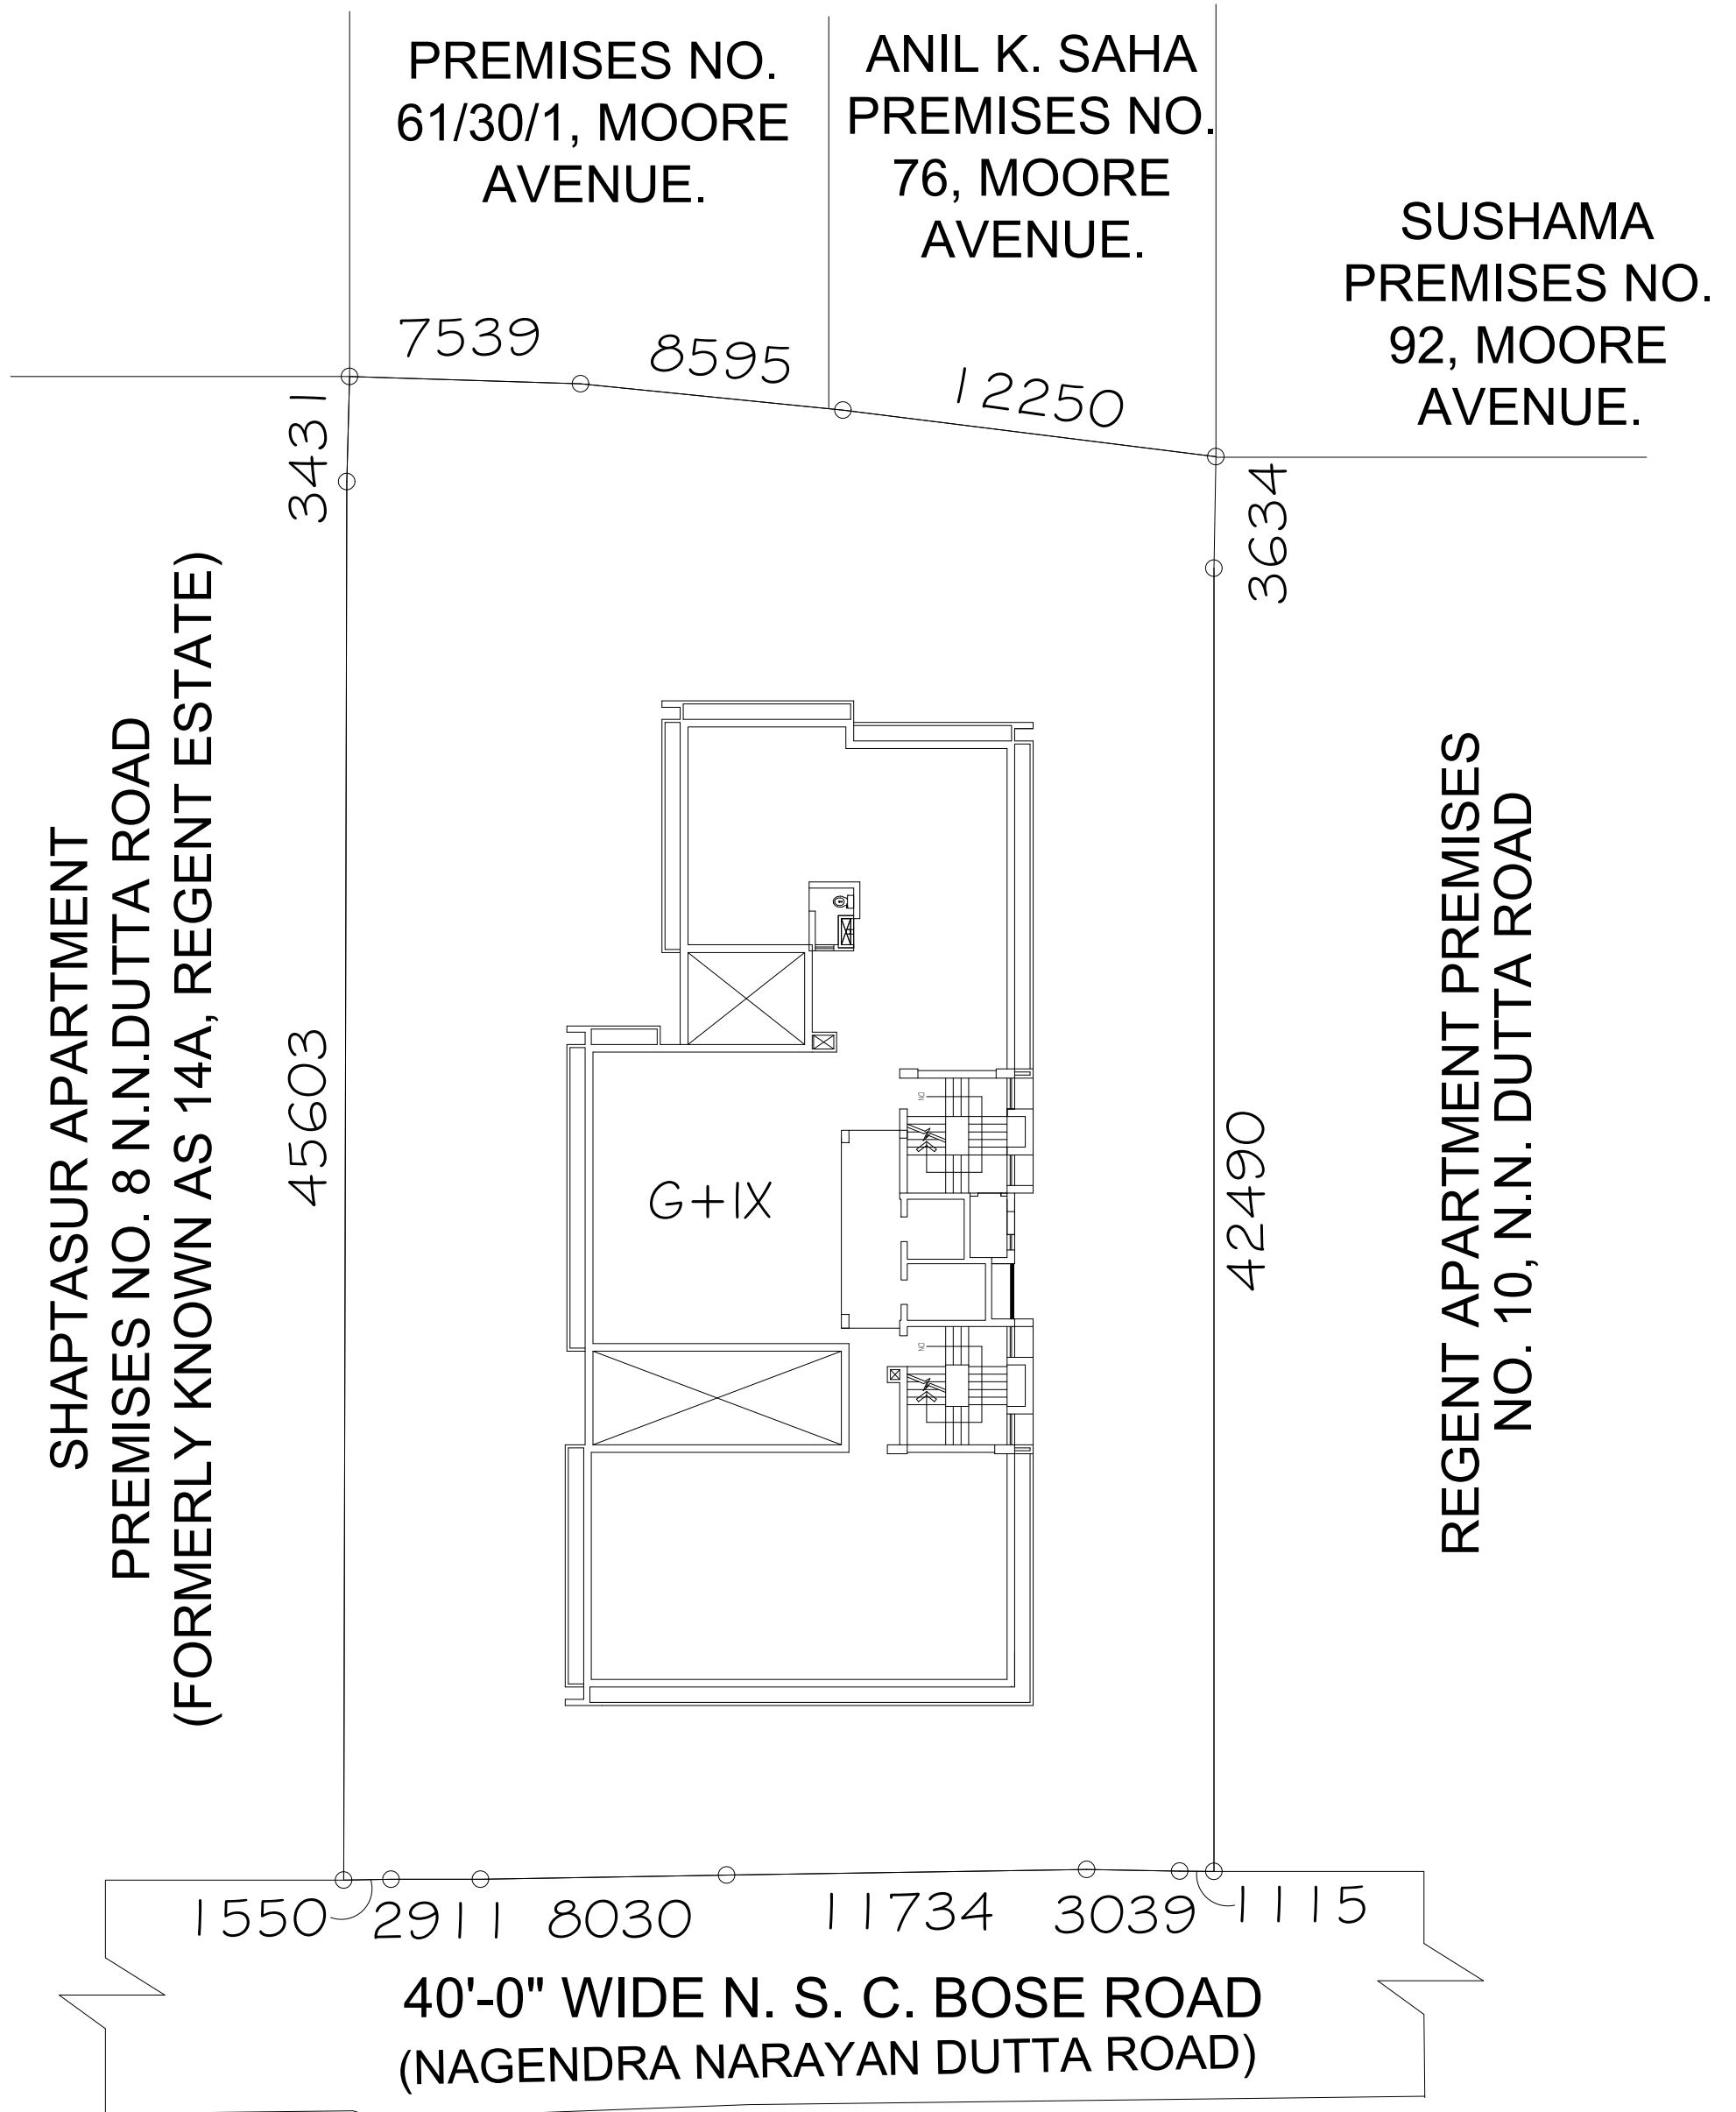 PREMISES NO.
61/30/1, MOORE
AVENUE.
ANIL K. SAHA
PREMISES NO.
76, MOORE
AVENUE.
SUSHAMA
PREMISES NO.
92, MOORE
AVENUE.
7539
8595
12250
3431
3634
SHAPTASUR APARTMENT
PREMISES NO. 8 N.N.DUTTA ROAD
(FORMERLY KNOWN AS 14A, REGENT ESTATE)
45603
G+IX
42490
REGENT APARTMENT PREMISES
NO. 10, N.N. DUTTA ROAD
1550
2911
8030
11734
3039
1115
40'-0" WIDE N. S. C. BOSE ROAD
(NAGENDRA NARAYAN DUTTA ROAD)